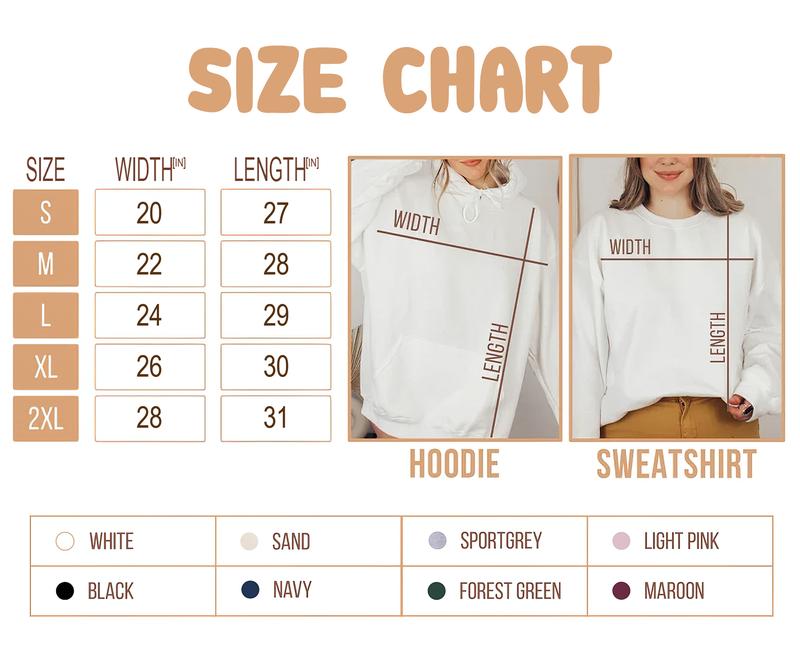 SIZE CHART
SIZE WIDTH[IN] LENGTH[IN]
S 20 27
M 22 28
L 24 29
XL 26 30
2XL 28 31
WIDTH
LENGTH
HOODIE
WIDTH
LENGTH
SWEATSHIRT
WHITE SAND SPORTGREY LIGHT PINK
BLACK NAVY FOREST GREEN MAROON